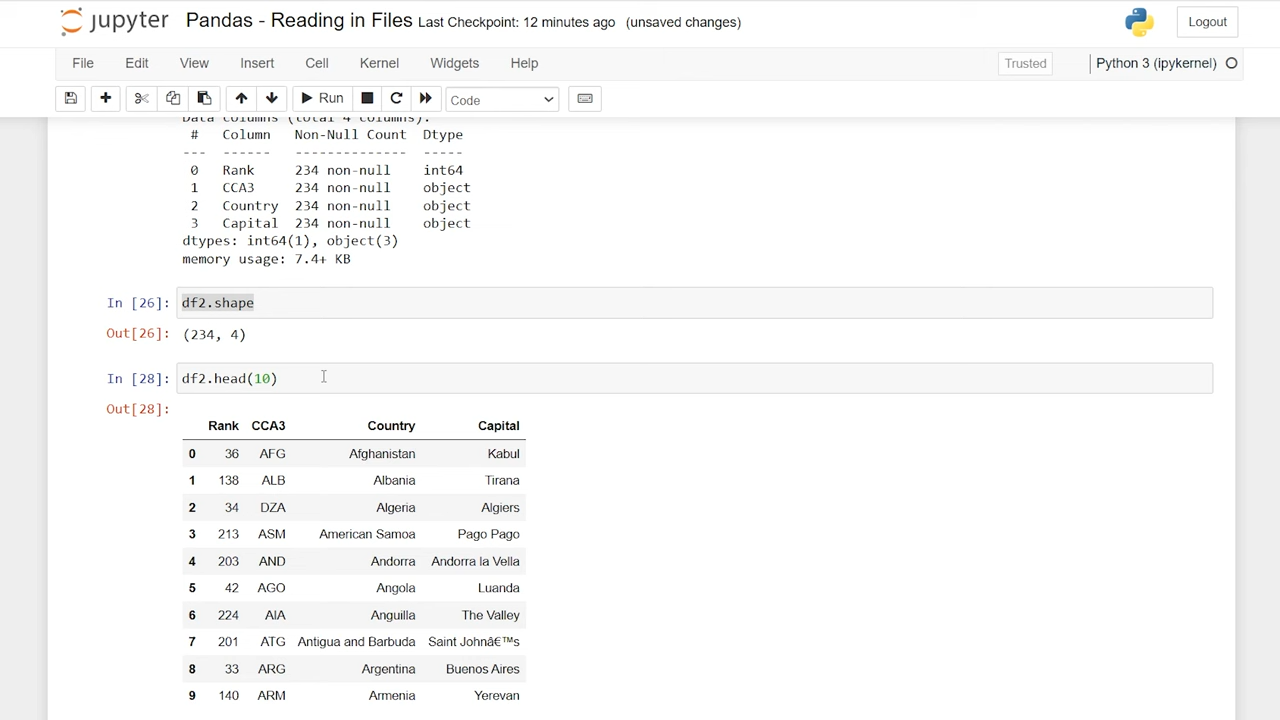 jupyter Pandas - Reading in Files Last Checkpoint: 12 minutes ago (unsaved changes) Logout
File Edit View Insert Cell Kernel Widgets Help Trusted Python 3 (ipykernel)
Run Code
Data columns (total 4 columns):
# Column Non-Null Count Dtype
--- ------ -------------- -----
0 Rank 234 non-null int64
1 CCA3 234 non-null object
2 Country 234 non-null object
3 Capital 234 non-null object
dtypes: int64(1), object(3)
memory usage: 7.4+ KB
In [26]: df2.shape
Out[26]: (234, 4)
In [28]: df2.head(10)
Out[28]:
Rank CCA3 Country Capital
0 36 AFG Afghanistan Kabul
1 138 ALB Albania Tirana
2 34 DZA Algeria Algiers
3 213 ASM American Samoa Pago Pago
4 203 AND Andorra Andorra la Vella
5 42 AGO Angola Luanda
6 224 AIA Anguilla The Valley
7 201 ATG Antigua and Barbuda Saint Johnâ€™s
8 33 ARG Argentina Buenos Aires
9 140 ARM Armenia Yerevan